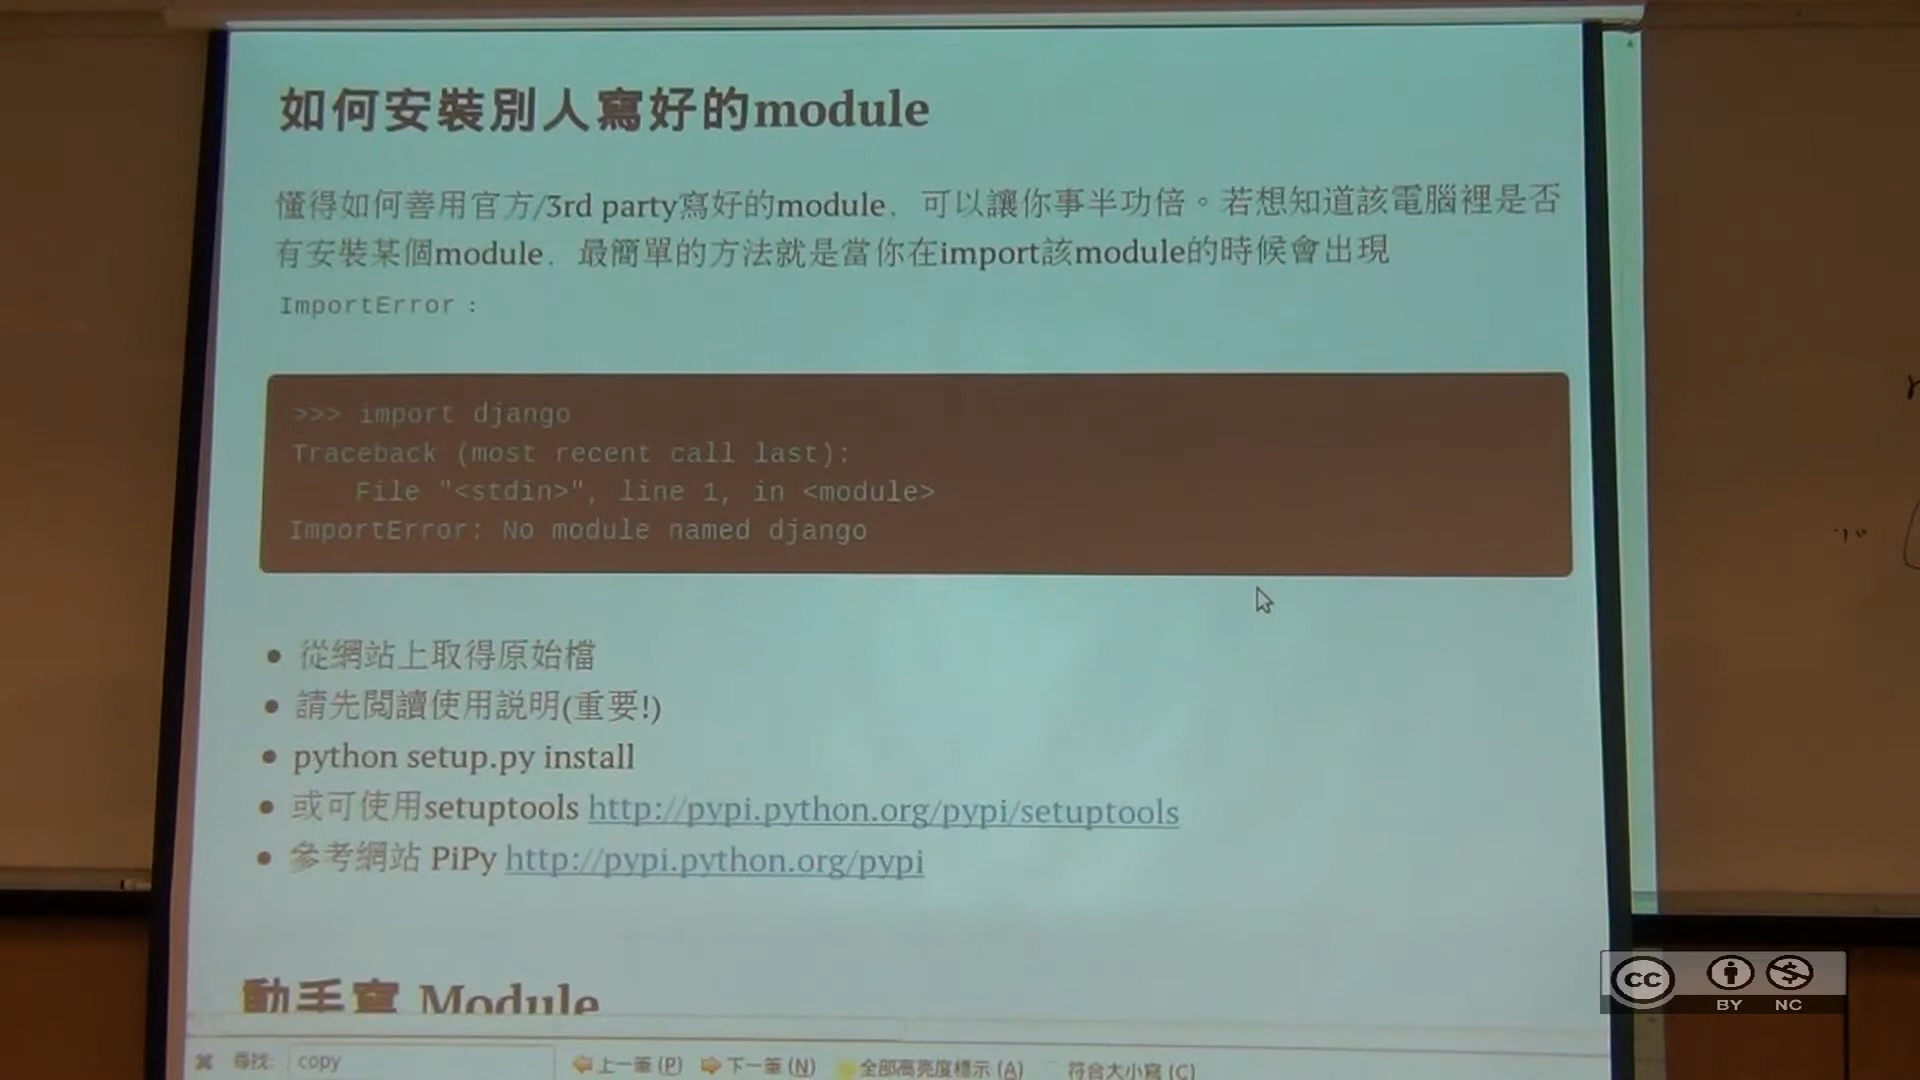 如何安裝別人寫好的module
懂得如何善用官方/3rd party寫好的module，可以讓你事半功倍。若想知道該電腦裡是否
有安裝某個module，最簡單的方法就是當你在import該module的時候會出現
ImportError：
>>> import django
Traceback (most recent call last):
File "<stdin>", line 1, in <module>
ImportError: No module named django
從網站上取得原始檔
請先閱讀使用說明(重要!)
python setup.py install
或可使用setuptools http://pypi.python.org/pypi/setuptools
參考網站 PiPy http://pypi.python.org/pypi
動手寫 Module
尋找: copy 上一筆 (P) 下一筆 (N) 全部高亮度標示 (A) 符合大小寫 (C)
cc BY NC